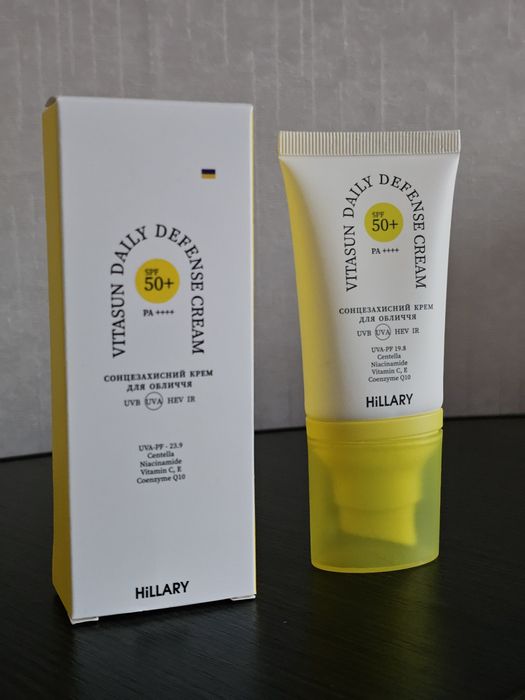 VITASUN DAILY DEFENSE CREAM
SPF
50+
PA ++++
СОНЦЕЗАХИСНИЙ КРЕМ
ДЛЯ ОБЛИЧЧЯ
UVB UVA HEV IR
UVA-PF - 23.9
Centella
Niacinamide
Vitamin C, E
Coenzyme Q10
HiLLARY
VITASUN DAILY DEFENSE CREAM
SPF
50+
PA ++++
СОНЦЕЗАХИСНИЙ КРЕМ
ДЛЯ ОБЛИЧЧЯ
UVB UVA HEV IR
UVA-PF 19.8
Centella
Niacinamide
Vitamin C, E
Coenzyme Q10
HiLLARY